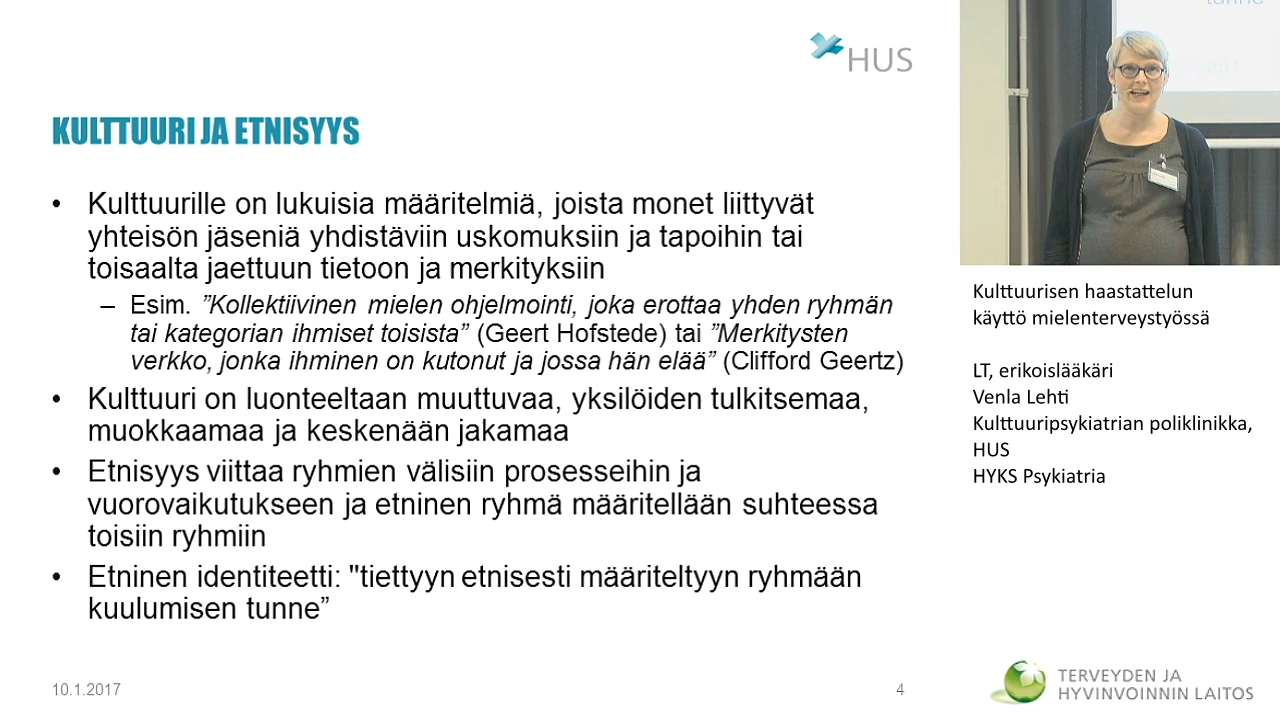 HUS
KULTTUURI JA ETNISYYS
• Kulttuurille on lukuisia määritelmiä, joista monet liittyvät
yhteisön jäseniä yhdistäviin uskomuksiin ja tapoihin tai
toisaalta jaettuun tietoon ja merkityksiin
– Esim. ”Kollektiivinen mielen ohjelmointi, joka erottaa yhden ryhmän
tai kategorian ihmiset toisista” (Geert Hofstede) tai ”Merkitysten
verkko, jonka ihminen on kutonut ja jossa hän elää” (Clifford Geertz)
• Kulttuuri on luonteeltaan muuttuvaa, yksilöiden tulkitsemaa,
muokkaamaa ja keskenään jakamaa
• Etnisyys viittaa ryhmien välisiin prosesseihin ja
vuorovaikutukseen ja etninen ryhmä määritellään suhteessa
toisiin ryhmiin
• Etninen identiteetti: "tiettyyn etnisesti määriteltyyn ryhmään
kuulumisen tunne”
10.1.2017
4
tunne
Kulttuurisen haastattelun
käyttö mielenterveystyössä
LT, erikoislääkäri
Venla Lehti
Kulttuuripsykiatrian poliklinikka,
HUS
HYKS Psykiatria
TERVEYDEN JA
HYVINVOINNIN LAITOS